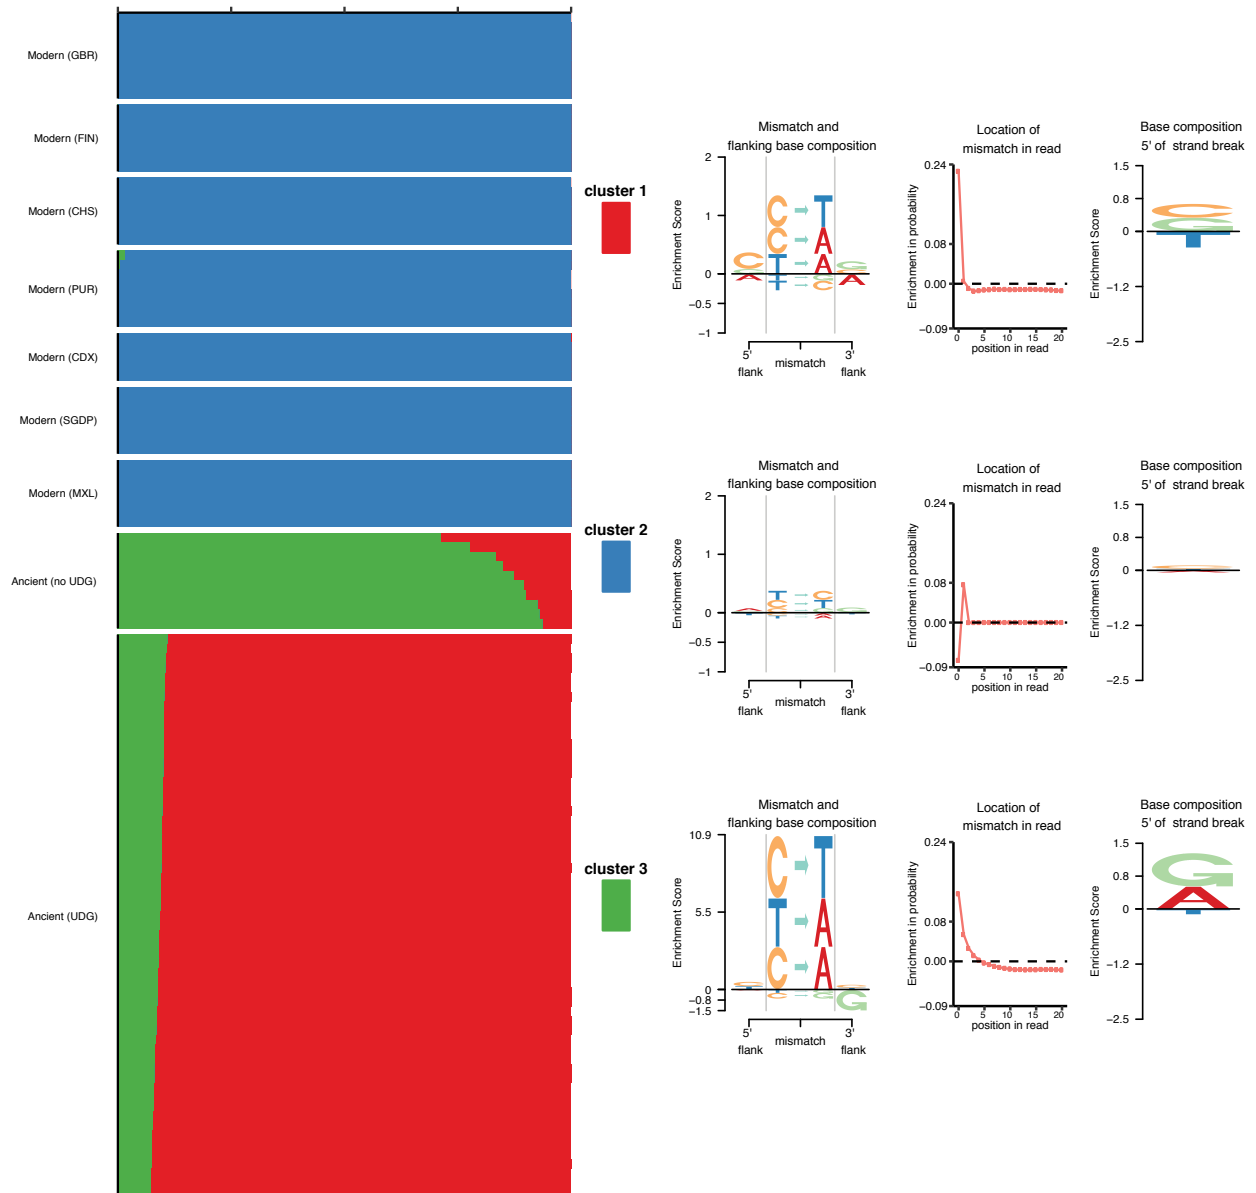 Modern (GBR)
Modern (FIN)
Modern (CHS)
Modern (PUR)
Modern (CDX)
Modern (SGDP)
Modern (MXL)
Ancient (no UDG)
Ancient (UDG)
cluster 1
Mismatch and
flanking base composition
Enrichment Score
2
1
0
−0.5
−1
C T
C A
T A
C G
A G
C
A
5'
flank
mismatch
3'
flank
Location of
mismatch in read
Enrichment in probability
0.24
0.08
0.00
−0.09
0 5 10 15 20
position in read
Base composition
5' of strand break
Enrichment Score
1.5
0.8
0
−1.2
−2.5
C
G
T
cluster 2
Mismatch and
flanking base composition
Enrichment Score
2
1
0
−0.5
−1
T C
C T
5'
flank
mismatch
3'
flank
Location of
mismatch in read
Enrichment in probability
0.24
0.08
0.00
−0.09
0 5 10 15 20
position in read
Base composition
5' of strand break
Enrichment Score
1.5
0.8
0
−1.2
−2.5
cluster 3
Mismatch and
flanking base composition
Enrichment Score
10.9
5.5
0
−0.8
−1.5
C T
T A
C A
C G
G
5'
flank
mismatch
3'
flank
Location of
mismatch in read
Enrichment in probability
0.24
0.08
0.00
−0.09
0 5 10 15 20
position in read
Base composition
5' of strand break
Enrichment Score
1.5
0.8
0
−1.2
−2.5
G
A
T